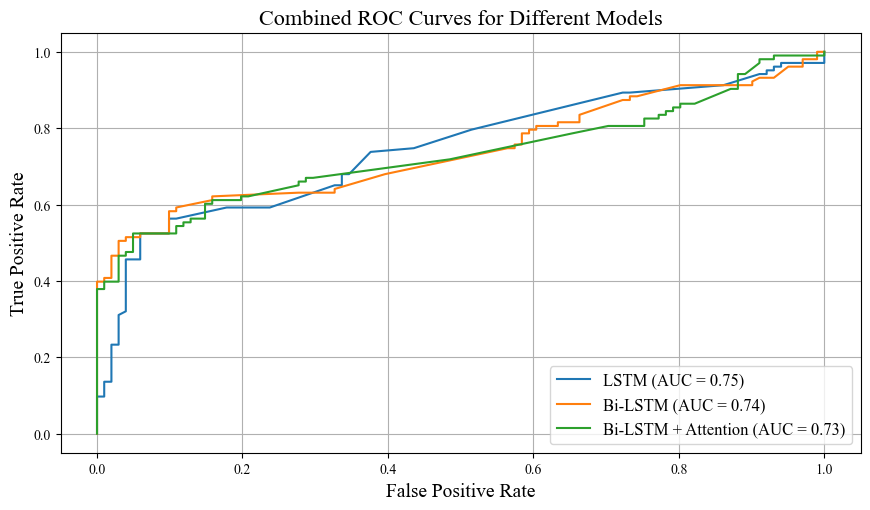 Combined ROC Curves for Different Models
True Positive Rate
1.0
0.8
0.6
0.4
0.2
0.0
0.0 0.2 0.4 0.6 0.8 1.0
False Positive Rate
LSTM (AUC = 0.75)
Bi-LSTM (AUC = 0.74)
Bi-LSTM + Attention (AUC = 0.73)